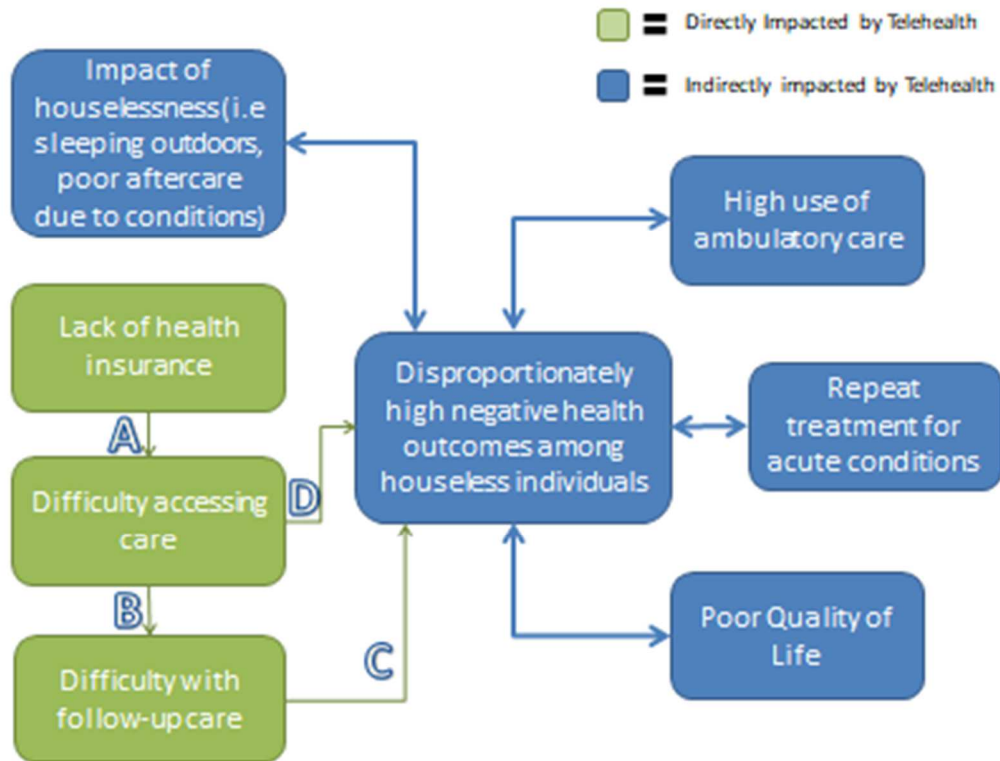 = Directly Impacted by Telehealth
= Indirectly impacted by Telehealth
Impact of
houselessness(i.e
sleeping outdoors,
poor aftercare
due to conditions)
High use of
ambulatory care
Lack of health
insurance
A
Difficulty accessing
care
D
B
Difficulty with
follow-up care
C
Disproportionately
high negative health
outcomes among
houseless individuals
Repeat
treatment for
acute conditions
Poor Quality of
Life